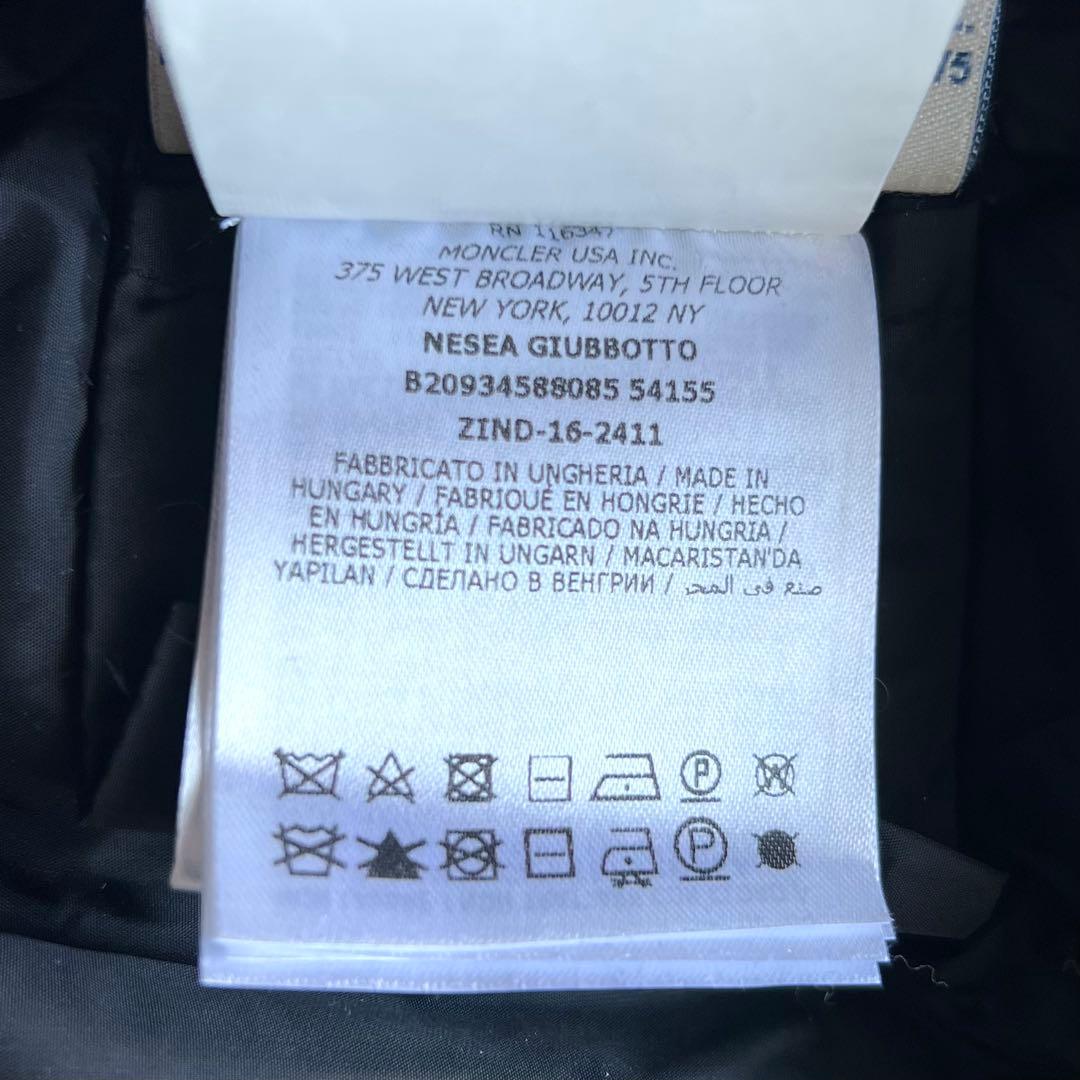 /5
RN 116347
MONCLER USA INC.
375 WEST BROADWAY, 5TH FLOOR
NEW YORK, 10012 NY
NESEA GIUBBOTTO
B20934588085 54155
ZIND-16-2411
FABBRICATO IN UNGHERIA / MADE IN
HUNGARY / FABRIQUÉ EN HONGRIE / HECHO
EN HUNGRÍA / FABRICADO NA HUNGRIA /
HERGESTELLT IN UNGARN / MACARISTAN'DA
YAPILAN / СДЕЛАНО В ВЕНГРИИ / صنع في المجر
P W
P